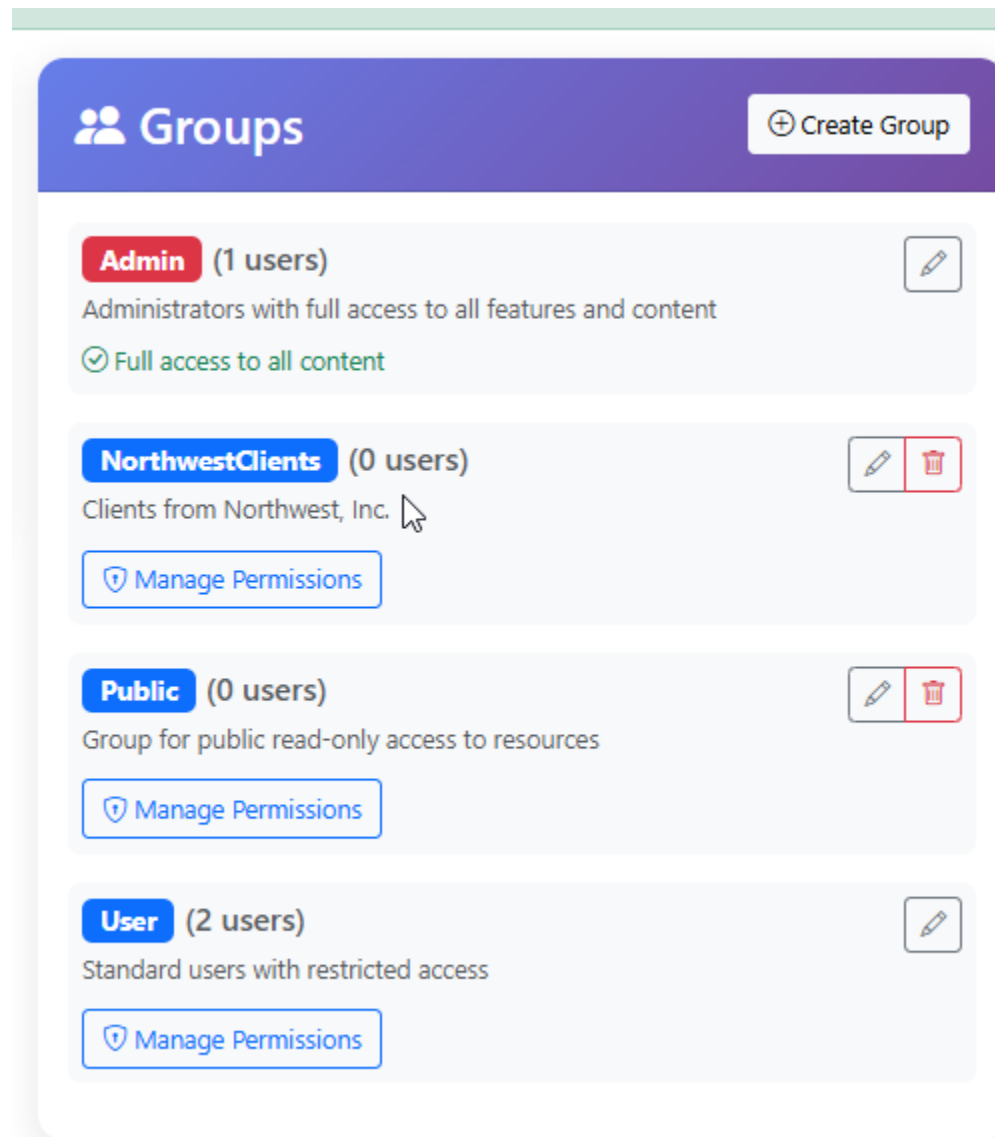 Groups
Create Group
Admin (1 users)
Administrators with full access to all features and content
Full access to all content
NorthwestClients (0 users)
Clients from Northwest, Inc.
Manage Permissions
Public (0 users)
Group for public read-only access to resources
Manage Permissions
User (2 users)
Standard users with restricted access
Manage Permissions